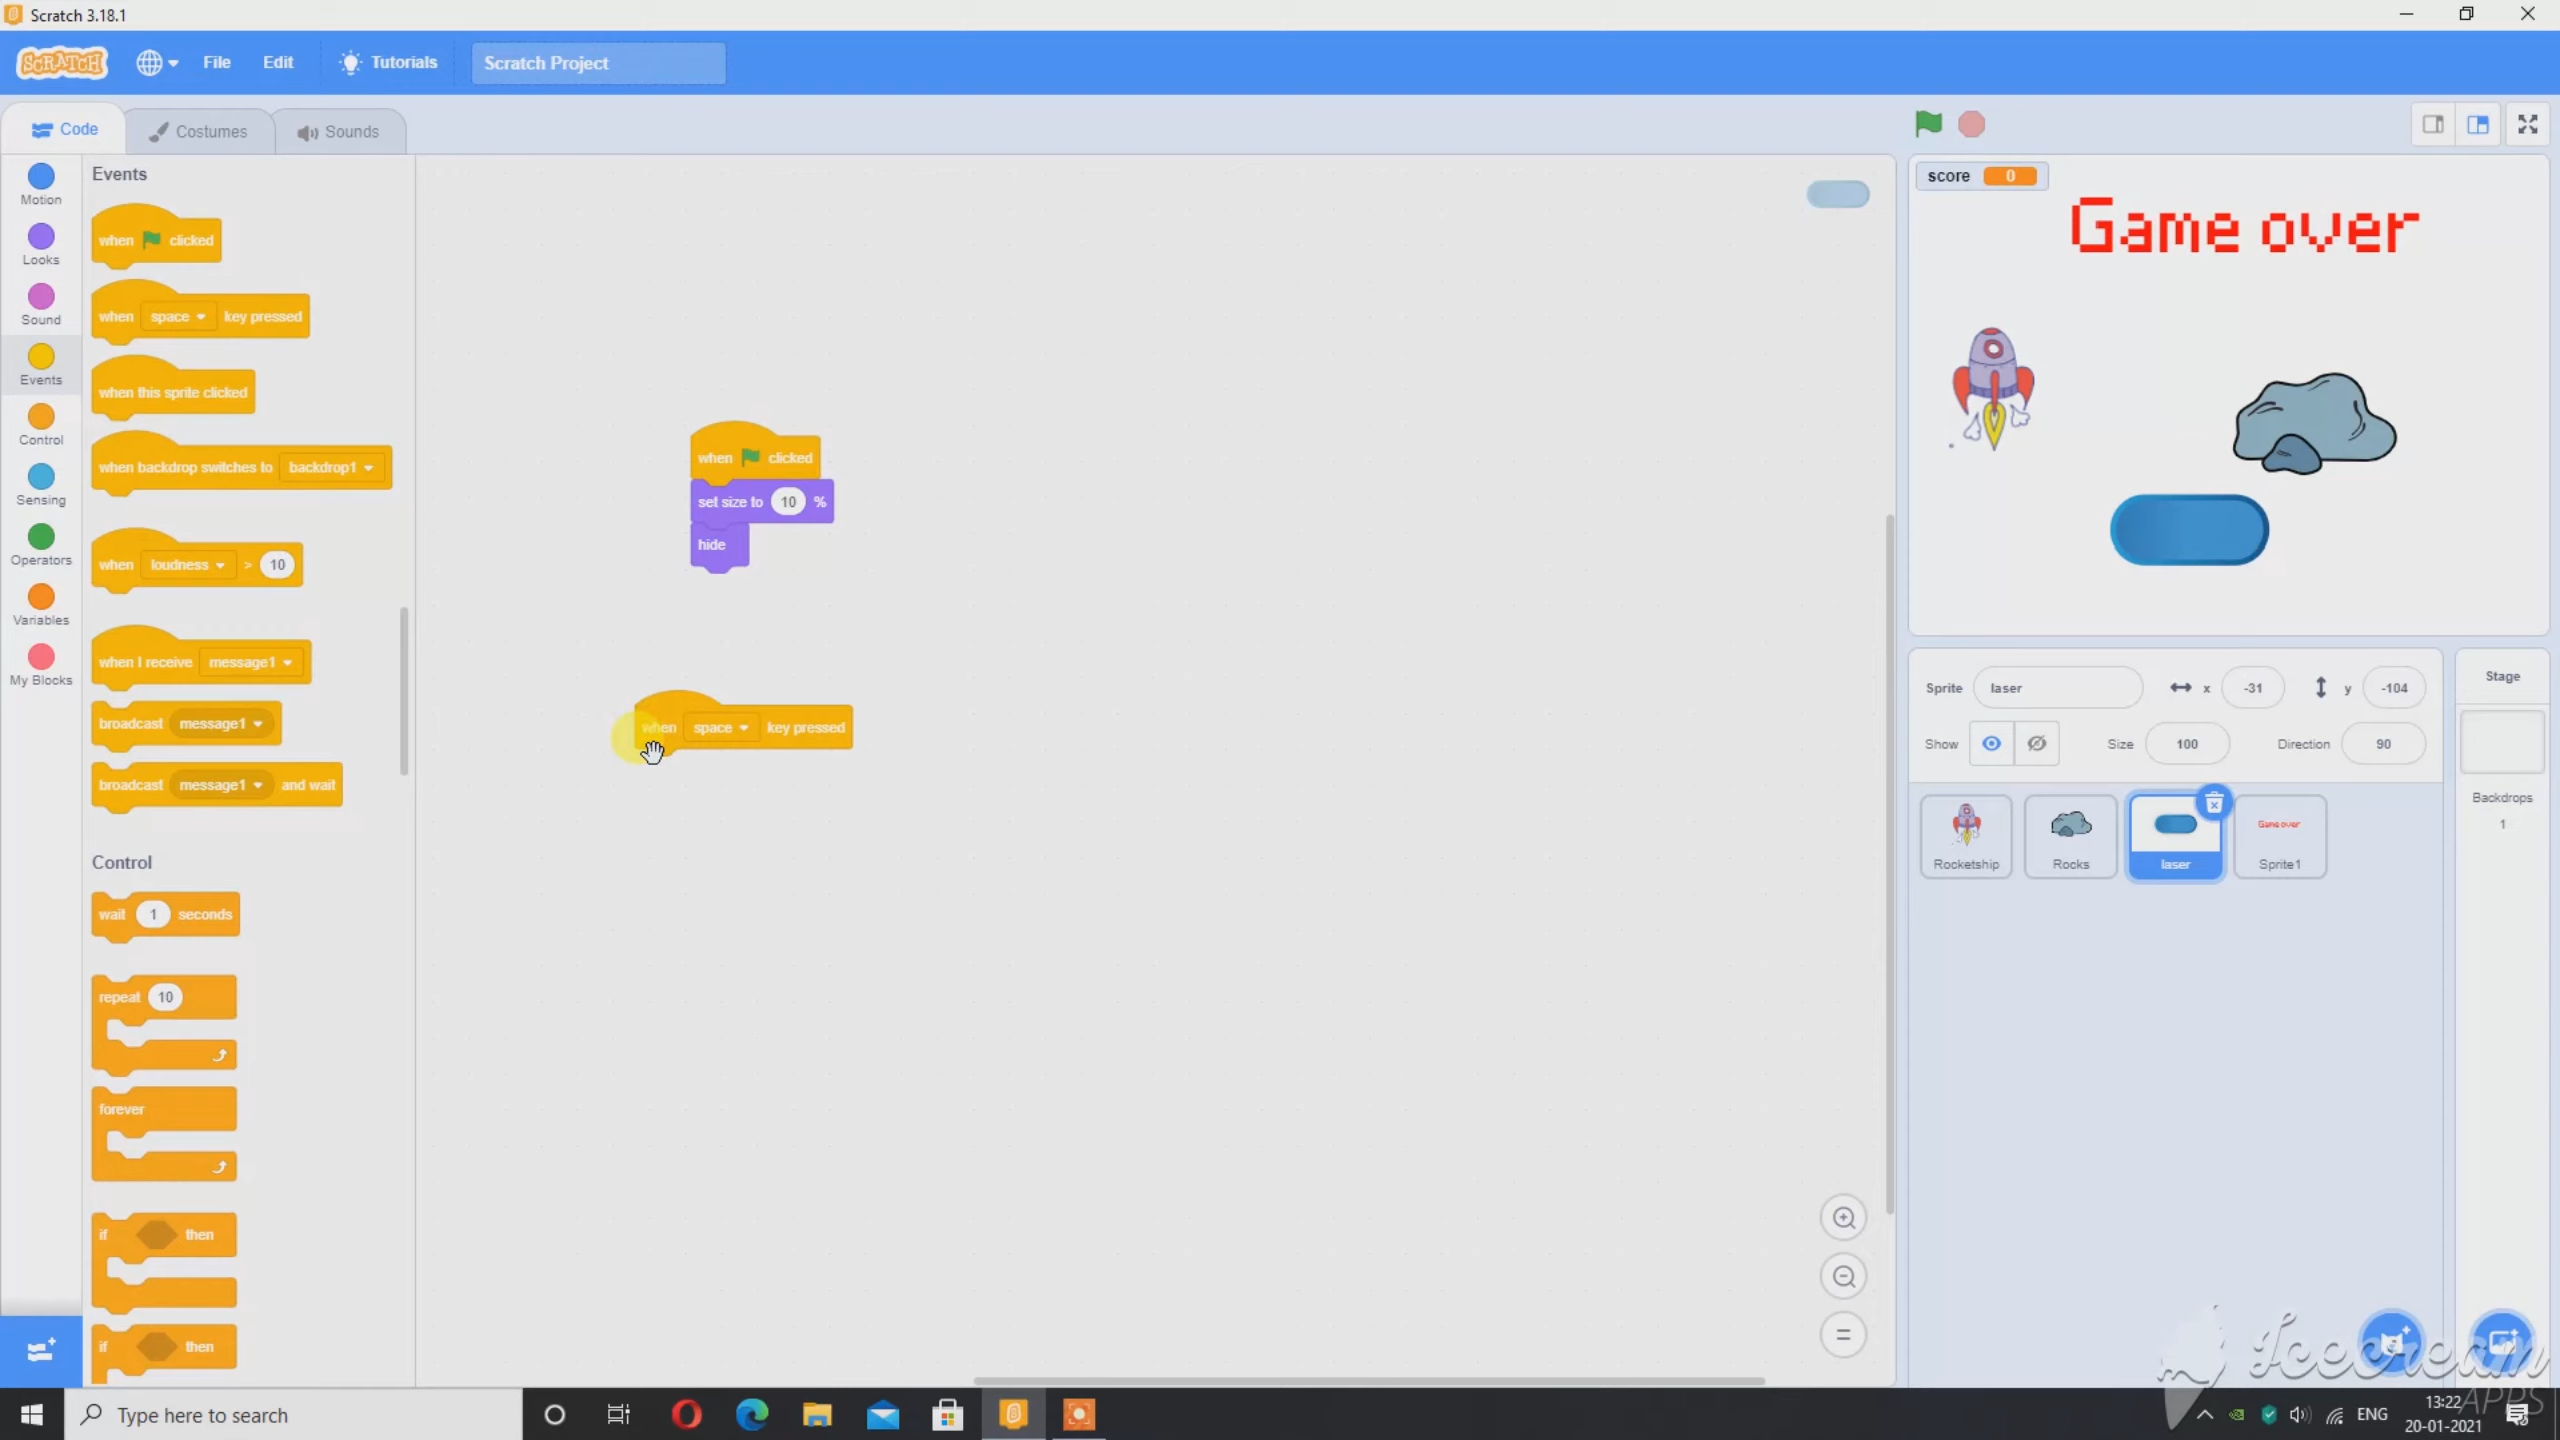 Scratch 3.18.1
SCRATCH
File
Edit
Tutorials
Scratch Project
Code
Costumes
Sounds
Motion
Looks
Sound
Events
Control
Sensing
Operators
Variables
My Blocks
Events
when clicked
when space key pressed
when this sprite clicked
when backdrop switches to backdrop1
when loudness > 10
when I receive message1
broadcast message1
broadcast message1 and wait
Control
wait 1 seconds
repeat 10
forever
if then
if then
when clicked
set size to 10 %
hide
when space key pressed
score 0
Game over
Sprite laser x -31 y -104
Show Size 100 Direction 90
Rocketship
Rocks
laser
Game over
Sprite1
Stage
Backdrops
1
Icecream
APPS
Type here to search
ENG
13:22
20-01-2021